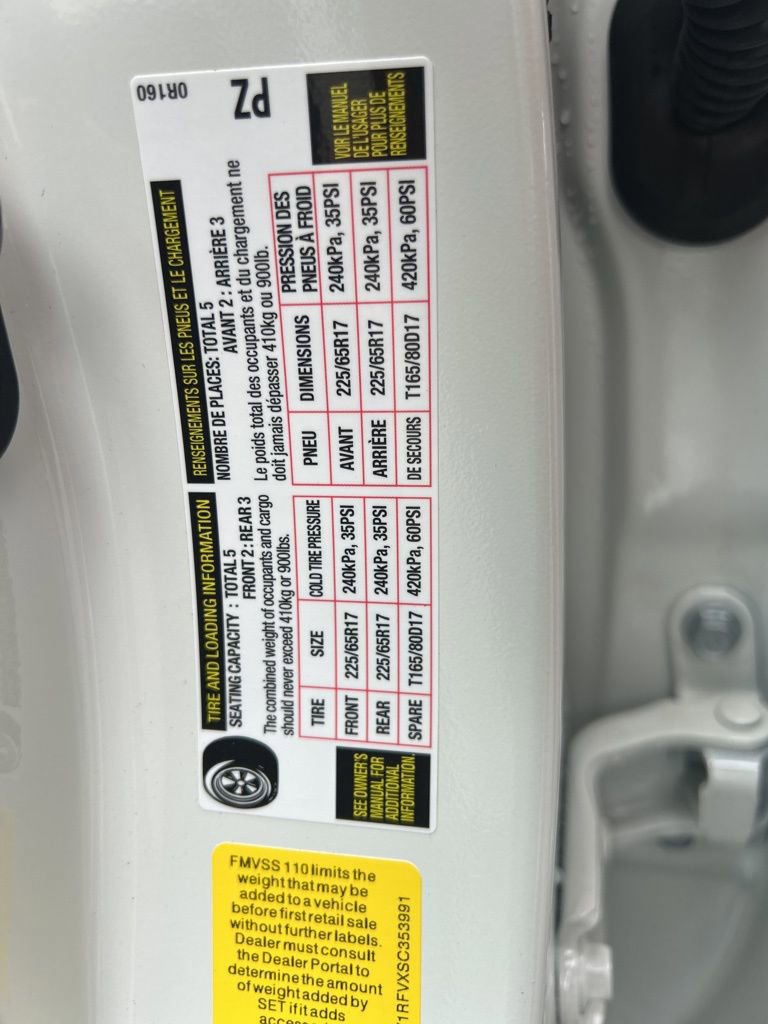 TIRE AND LOADING INFORMATION
SEATING CAPACITY : TOTAL 5
FRONT 2 : REAR 3
The combined weight of occupants and cargo
should never exceed 410kg or 900lbs.
TIRE SIZE COLD TIRE PRESSURE
FRONT 225/65R17 240kPa, 35PSI
REAR 225/65R17 240kPa, 35PSI
SPARE T165/80D17 420kPa, 60PSI
SEE OWNER'S
MANUAL FOR
ADDITIONAL
INFORMATION.
RENSEIGNEMENTS SUR LES PNEUS ET LE CHARGEMENT
NOMBRE DE PLACES: TOTAL 5
AVANT 2 : ARRIÈRE 3
Le poids total des occupants et du chargement ne
doit jamais dépasser 410kg ou 900lb.
PNEU DIMENSIONS PRESSION DES
PNEUS À FROID
AVANT 225/65R17 240kPa, 35PSI
ARRIÈRE 225/65R17 240kPa, 35PSI
DE SECOURS T165/80D17 420kPa, 60PSI
VOIR LE MANUEL
DE L'USAGER
POUR PLUS DE
RENSEIGNEMENTS
0R160
PZ
FMVSS 110 limits the
weight that may be
added to a vehicle
before first retail sale
without further labels.
Dealer must consult
the Dealer Portal to
determine the amount
of weight added by
SET if it adds
1RFVXSC353991